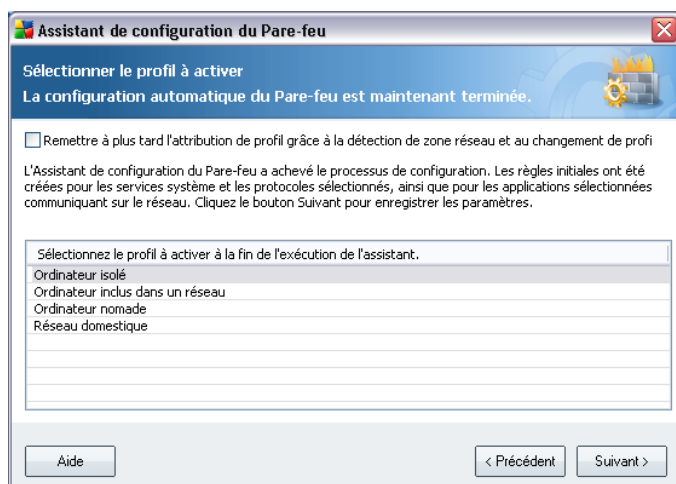 Assistant de configuration du Pare-feu
Sélectionner le profil à activer
La configuration automatique du Pare-feu est maintenant terminée.
Remettre à plus tard l'attribution de profil grâce à la détection de zone réseau et au changement de profi
L'Assistant de configuration du Pare-feu a achevé le processus de configuration. Les règles initiales ont été
créées pour les services système et les protocoles sélectionnés, ainsi que pour les applications sélectionnées
communiquant sur le réseau. Cliquez le bouton Suivant pour enregistrer les paramètres.
Sélectionnez le profil à activer à la fin de l'exécution de l'assistant.
Ordinateur isolé
Ordinateur inclus dans un réseau
Ordinateur nomade
Réseau domestique
Aide
< Précédent
Suivant >